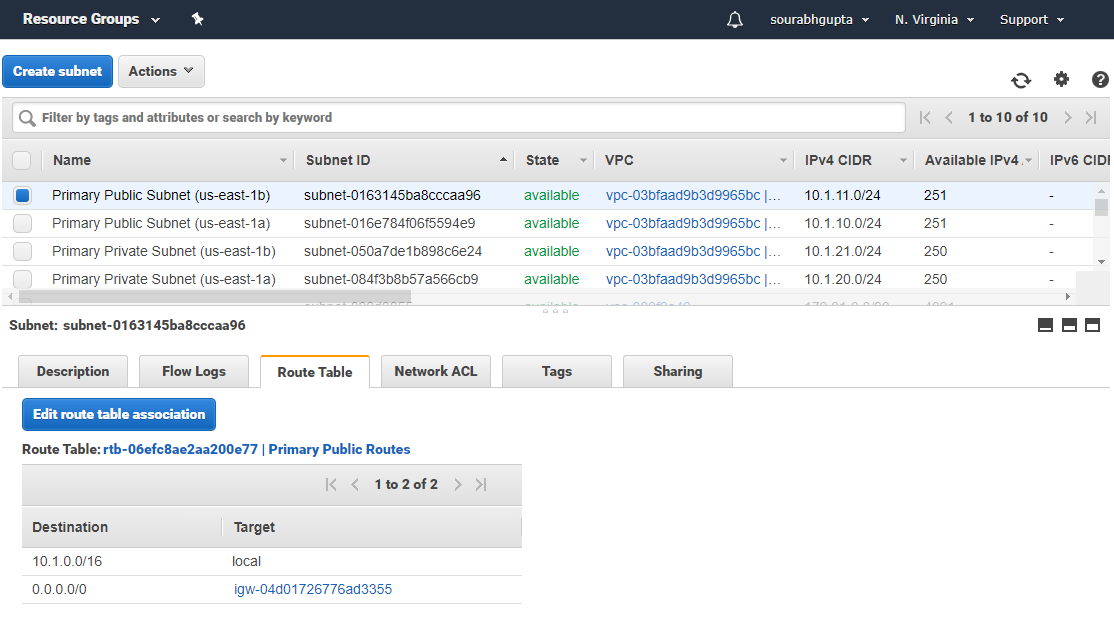 Resource Groups sourabhgupta N. Virginia Support
Create subnet Actions
Filter by tags and attributes or search by keyword 1 to 10 of 10
Name Subnet ID State VPC IPv4 CIDR Available IPv4 IPv6 CIDR
Primary Public Subnet (us-east-1b) subnet-0163145ba8cccaa96 available vpc-03bfaad9b3d9965bc |... 10.1.11.0/24 251 -
Primary Public Subnet (us-east-1a) subnet-016e784f06f5594e9 available vpc-03bfaad9b3d9965bc |... 10.1.10.0/24 251 -
Primary Private Subnet (us-east-1b) subnet-050a7de1b898c6e24 available vpc-03bfaad9b3d9965bc |... 10.1.21.0/24 250 -
Primary Private Subnet (us-east-1a) subnet-084f3b8b57a566cb9 available vpc-03bfaad9b3d9965bc |... 10.1.20.0/24 250 -
Subnet: subnet-0163145ba8cccaa96
Description Flow Logs Route Table Network ACL Tags Sharing
Edit route table association
Route Table: rtb-06efc8ae2aa200e77 | Primary Public Routes
1 to 2 of 2
Destination Target
10.1.0.0/16 local
0.0.0.0/0 igw-04d01726776ad3355